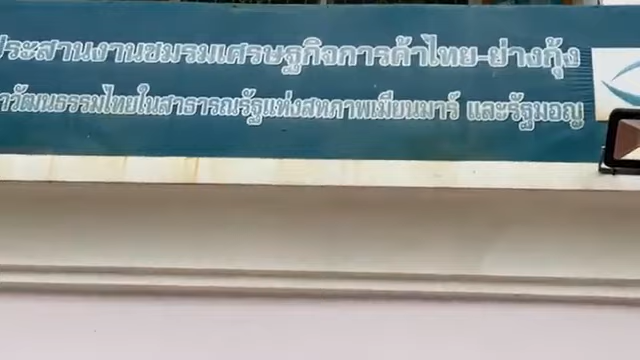 ประสานงานชมรมเศรษฐกิจการค้าไทย-ย่างกุ้ง
วัฒนธรรมไทยในสาธารณรัฐแห่งสหภาพเมียนมาร์ และรัฐมอญ